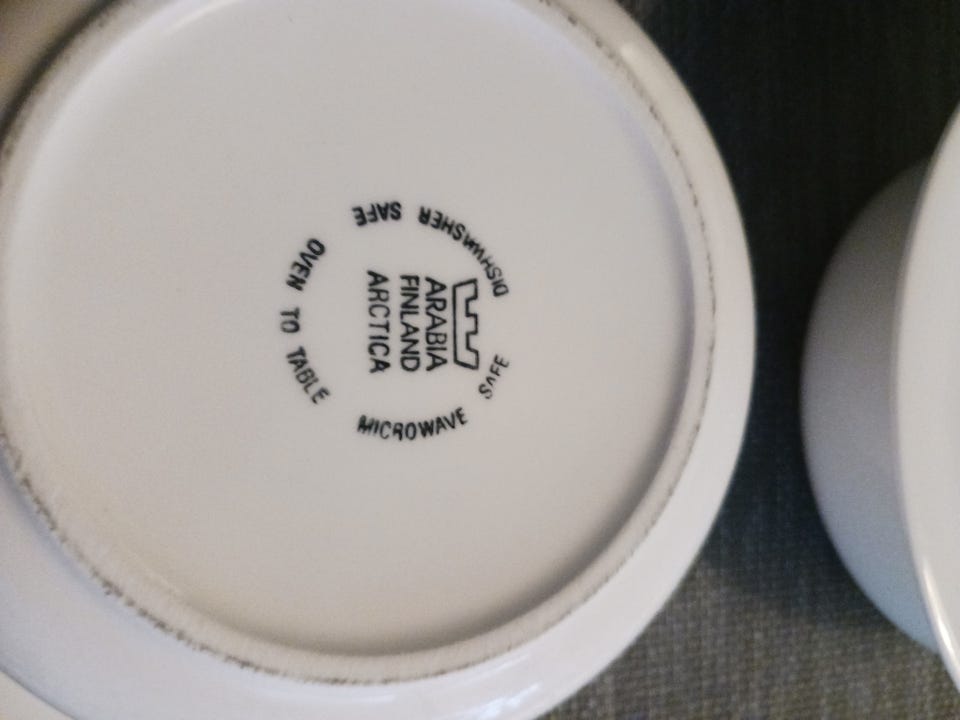 ARABIA
FINLAND
ARCTICA
DISHWASHER SAFE
OVEN TO TABLE
MICROWAVE SAFE